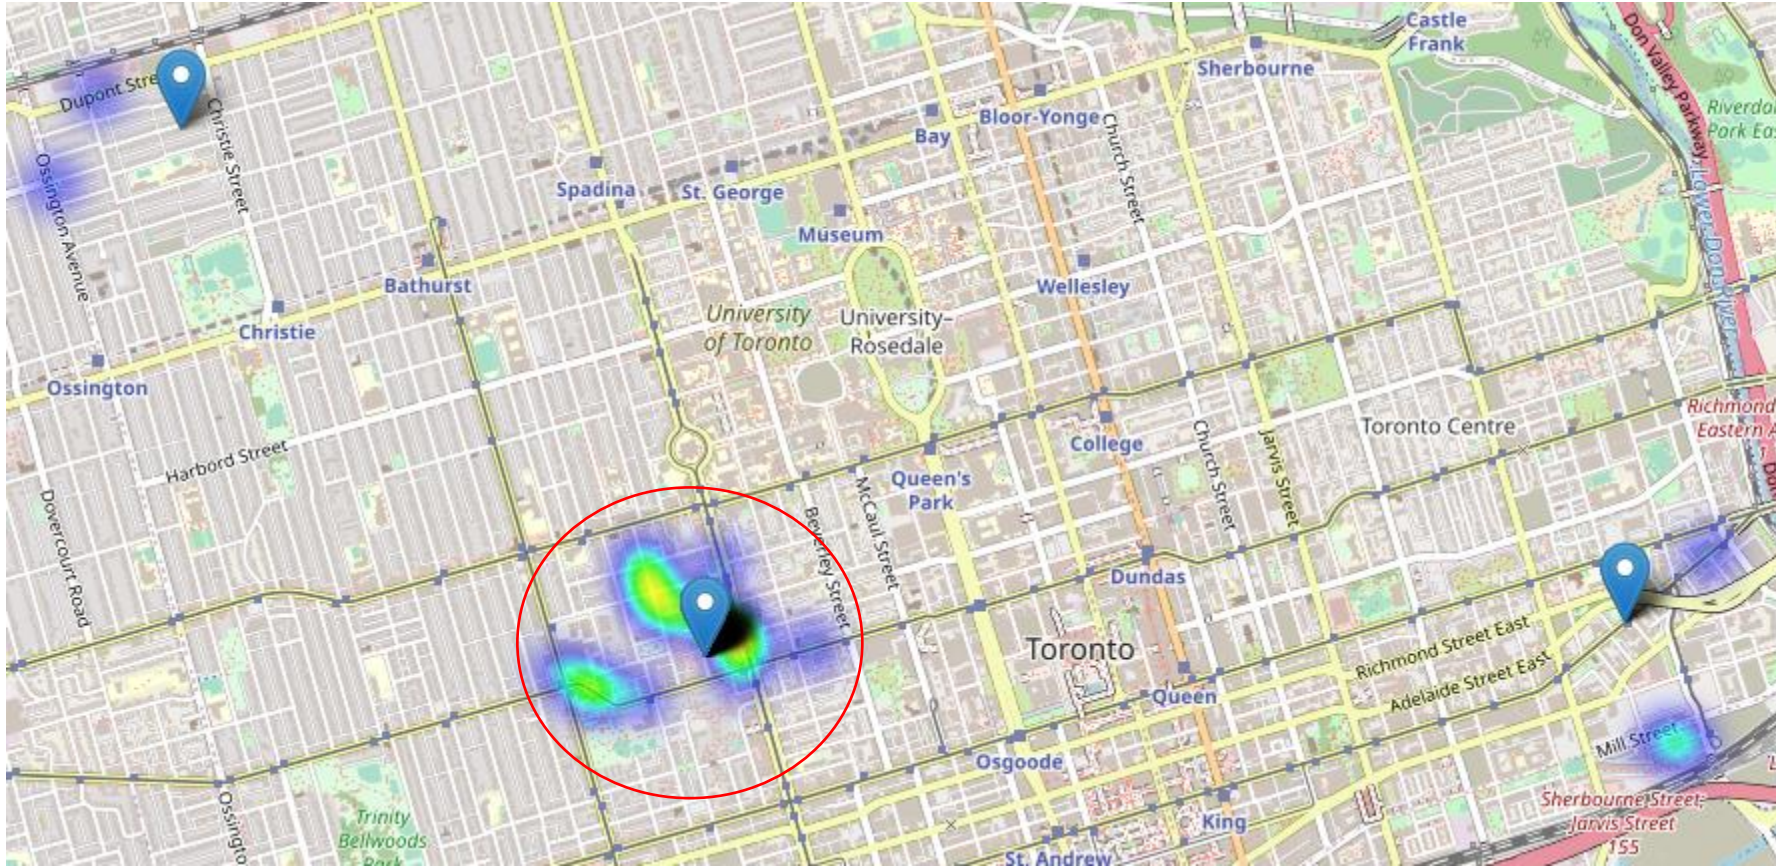 Castle
Frank
Don Valley Parkway
Sherbourne
Dupont Stre
Riverda
Park Eas
Bloor-Yonge
Bay
Church Street
Christie Street
Spadina
St. George
Museum
Ossington Avenue
Lower Don River
Bathurst
Wellesley
University
of Toronto
University–
Rosedale
Christie
Ossington
Richmond
Eastern A
Toronto Centre
College
Harbord Street
Church Street
Jarvis Street
Queen's
Park
McCaul Street
Beverley Street
Dovercourt Road
Dundas
Toronto
Richmond Street East
Adelaide Street East
Queen
Mill Street
Osgoode
Ossingto
Sherbourne Street;
Jarvis Street
155
Trinity
Bellwoods
Park
King
St. Andrew